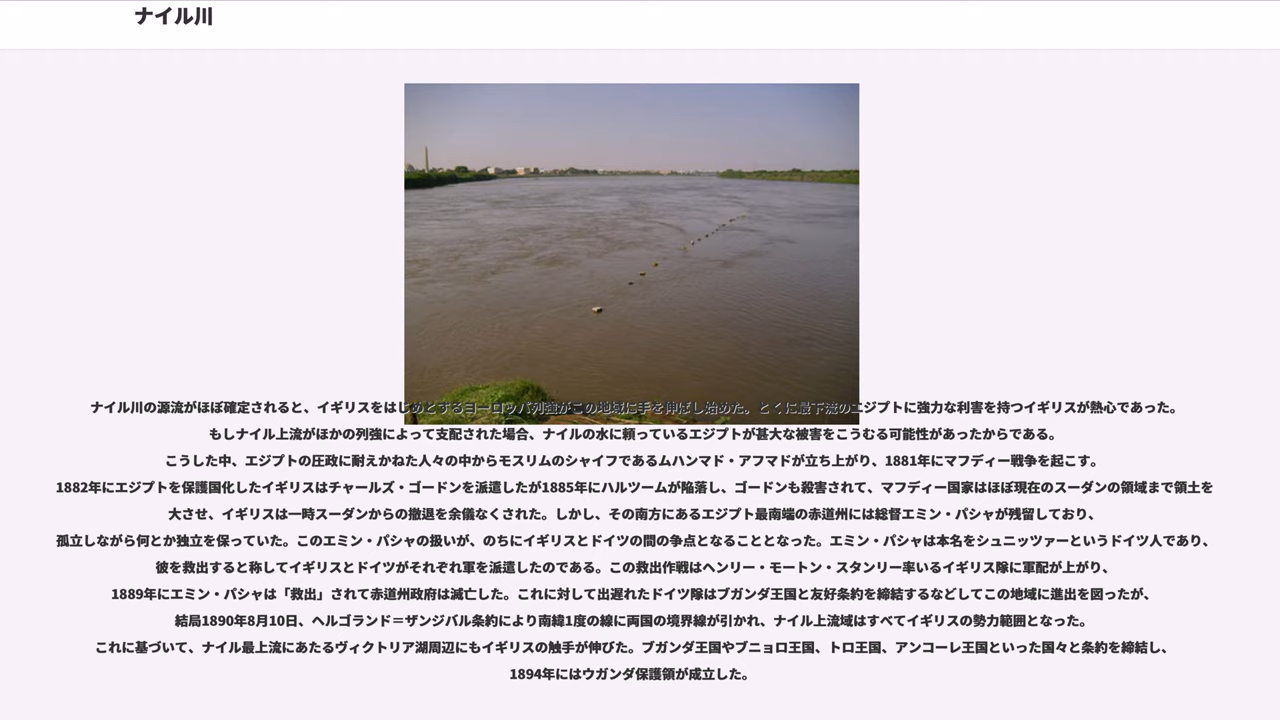 ナイル川
ナイル川の源流がほぼ確定されると、イギリスをはじめとするヨーロッパ列強がこの地域に手を伸ばし始めた。とくに最下流のエジプトに強力な利害を持つイギリスが熱心であった。
もしナイル上流がほかの列強によって支配された場合、ナイルの水に頼っているエジプトが甚大な被害をこうむる可能性があったからである。
こうした中、エジプトの圧政に耐えかねた人々の中からモスリムのシャイフであるムハンマド・アフマドが立ち上がり、1881年にマフディー戦争を起こす。
1882年にエジプトを保護国化したイギリスはチャールズ・ゴードンを派遣したが1885年にハルツームが陥落し、ゴードンも殺害されて、マフディー国家はほぼ現在のスーダンの領域まで領土を
大させ、イギリスは一時スーダンからの撤退を余儀なくされた。しかし、その南方にあるエジプト最南端の赤道州には総督エミン・パシャが残留しており、
孤立しながら何とか独立を保っていた。このエミン・パシャの扱いが、のちにイギリスとドイツの間の争点となることとなった。エミン・パシャは本名をシュニッツァーというドイツ人であり、
彼を救出すると称してイギリスとドイツがそれぞれ軍を派遣したのである。この救出作戦はヘンリー・モートン・スタンリー率いるイギリス隊に軍配が上がり、
1889年にエミン・パシャは「救出」されて赤道州政府は滅亡した。これに対して出遅れたドイツ隊はブガンダ王国と友好条約を締結するなどしてこの地域に進出を図ったが、
結局1890年8月10日、ヘルゴランド＝ザンジバル条約により南緯1度の線に両国の境界線が引かれ、ナイル上流域はすべてイギリスの勢力範囲となった。
これに基づいて、ナイル最上流にあたるヴィクトリア湖周辺にもイギリスの触手が伸びた。ブガンダ王国やブニョロ王国、トロ王国、アンコーレ王国といった国々と条約を締結し、
1894年にはウガンダ保護領が成立した。